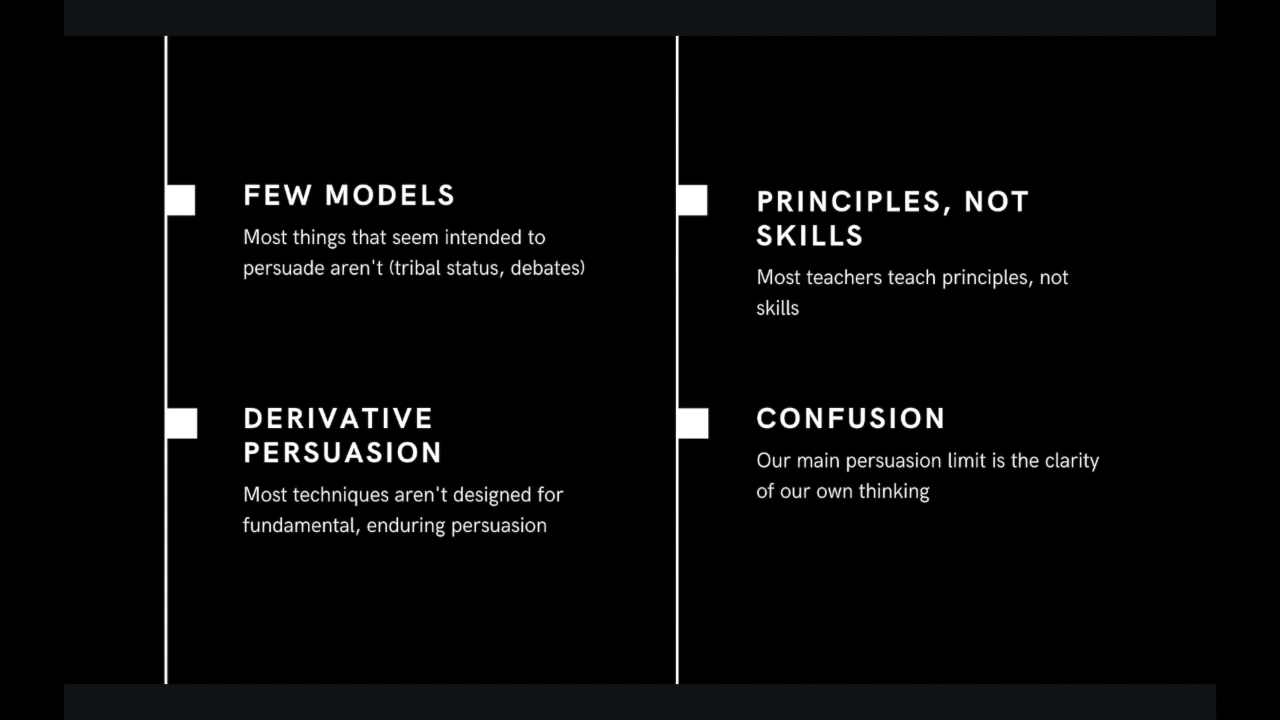 FEW MODELS
Most things that seem intended to
persuade aren't (tribal status, debates)
DERIVATIVE
PERSUASION
Most techniques aren't designed for
fundamental, enduring persuasion
PRINCIPLES, NOT
SKILLS
Most teachers teach principles, not
skills
CONFUSION
Our main persuasion limit is the clarity
of our own thinking